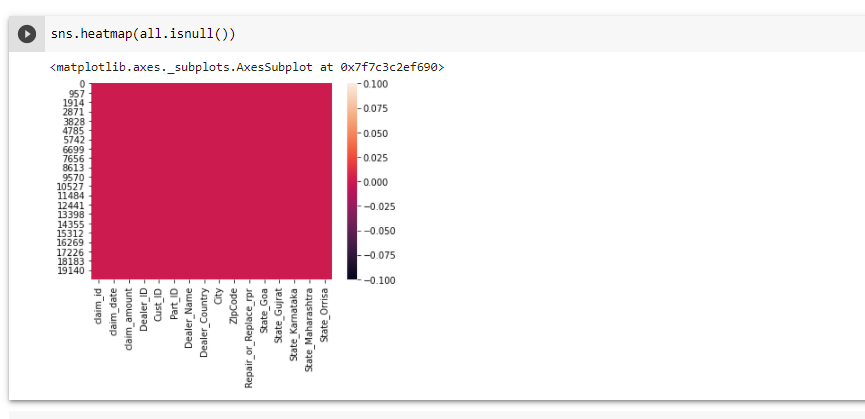 sns.heatmap(all.isnull())
<matplotlib.axes._subplots.AxesSubplot at 0x7f7c3c2ef690>
0
957
1914
2871
3828
4785
5742
6699
7656
8613
9570
10527
11484
12441
13398
14355
15312
16269
17226
18183
19140
claim_id
claim_date
claim_amount
Dealer_ID
Cust_ID
Part_ID
Dealer_Name
Dealer_Country
City
ZIpCode
Repair_or_Replace_rpr
State_Goa
State_Gujrat
State_Karnataka
State_Maharashtra
State_Orrisa
0.100
0.075
0.050
0.025
0.000
−0.025
−0.050
−0.075
−0.100